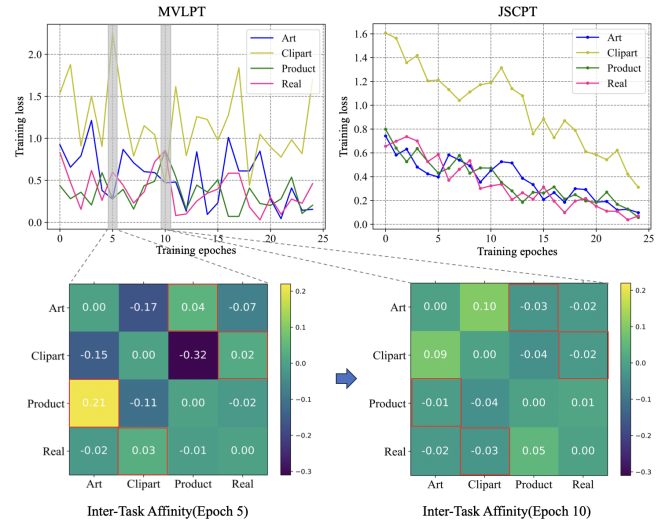 MVLPT
JSCPT
Training loss
2.0
1.5
1.0
0.5
0.0
Art
Clipart
Product
Real
0 5 10 15 20 25
Training epoches
Training loss
1.6
1.4
1.2
1.0
0.8
0.6
0.4
0.2
0.0
Art
Clipart
Product
Real
0 5 10 15 20 25
Training epoches
Art 0.00 -0.17 0.04 -0.07
Clipart -0.15 0.00 -0.32 0.02
Product 0.21 -0.11 0.00 -0.02
Real -0.02 0.03 -0.01 0.00
Art Clipart Product Real
0.2
0.1
0.0
−0.1
−0.2
−0.3
Inter-Task Affinity(Epoch 5)
Art 0.00 0.10 -0.03 -0.02
Clipart 0.09 0.00 -0.04 -0.02
Product -0.01 -0.04 0.00 0.01
Real -0.02 -0.03 0.05 0.00
Art Clipart Product Real
0.2
0.1
0.0
−0.1
−0.2
−0.3
Inter-Task Affinity(Epoch 10)